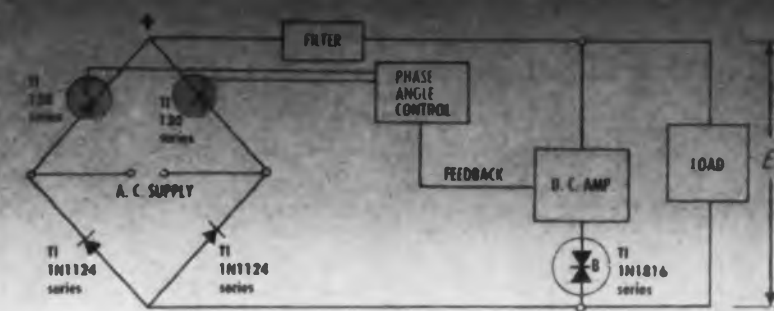 +
FILTER
TI
130
series
TI
130
series
PHASE
ANGLE
CONTROL
A. C. SUPPLY
FEEDBACK
D. C. AMP
LOAD
E
TI
1N1124
series
TI
1N1124
series
B
TI
1N1816
series